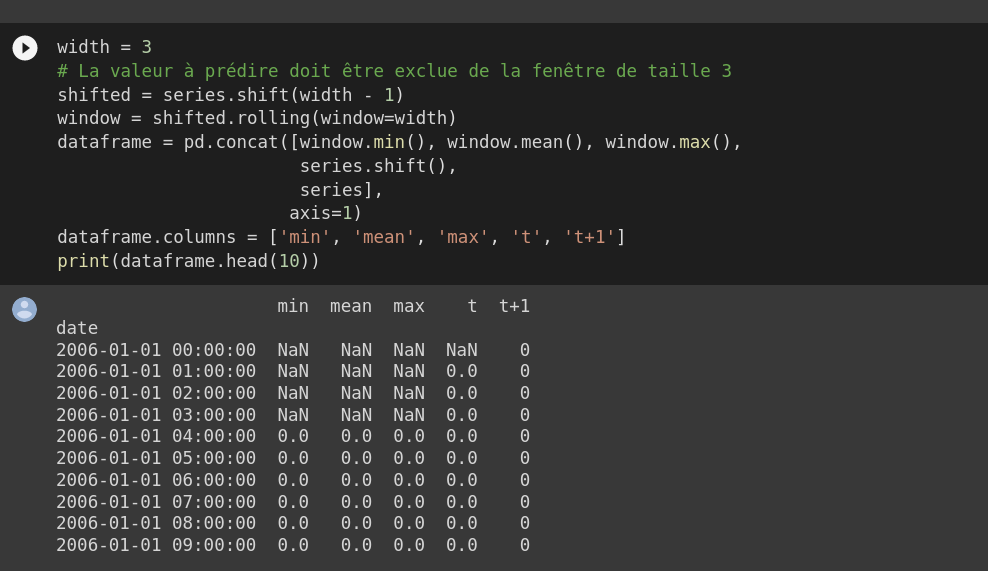 width = 3
# La valeur à prédire doit être exclue de la fenêtre de taille 3
shifted = series.shift(width - 1)
window = shifted.rolling(window=width)
dataframe = pd.concat([window.min(), window.mean(), window.max(),
                       series.shift(),
                       series],
                      axis=1)
dataframe.columns = ['min', 'mean', 'max', 't', 't+1']
print(dataframe.head(10))
                     min  mean  max    t  t+1
date
2006-01-01 00:00:00  NaN   NaN  NaN  NaN    0
2006-01-01 01:00:00  NaN   NaN  NaN  0.0    0
2006-01-01 02:00:00  NaN   NaN  NaN  0.0    0
2006-01-01 03:00:00  NaN   NaN  NaN  0.0    0
2006-01-01 04:00:00  0.0   0.0  0.0  0.0    0
2006-01-01 05:00:00  0.0   0.0  0.0  0.0    0
2006-01-01 06:00:00  0.0   0.0  0.0  0.0    0
2006-01-01 07:00:00  0.0   0.0  0.0  0.0    0
2006-01-01 08:00:00  0.0   0.0  0.0  0.0    0
2006-01-01 09:00:00  0.0   0.0  0.0  0.0    0